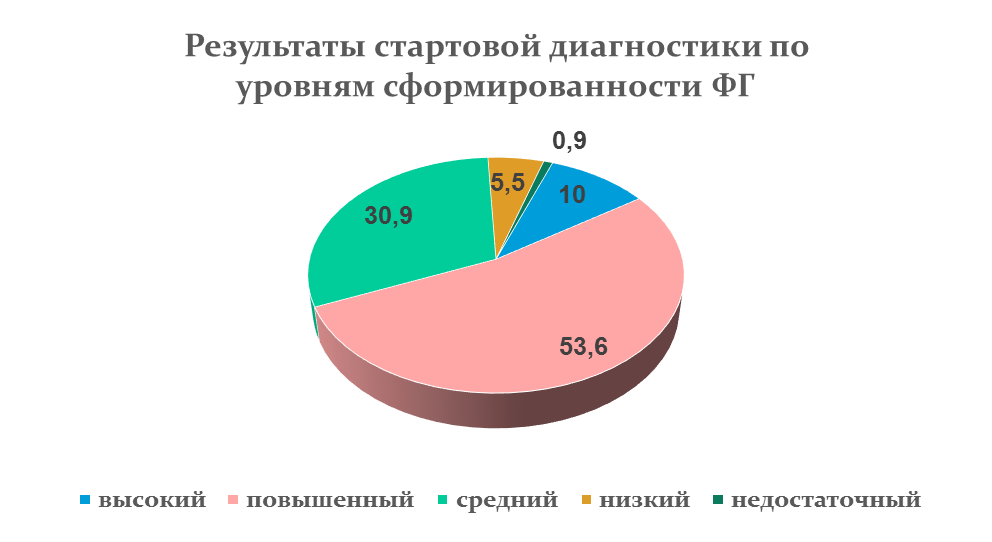 Результаты стартовой диагностики по
уровням сформированности ФГ
0,9
5,5
10
30,9
53,6
высокий повышенный средний низкий недостаточный